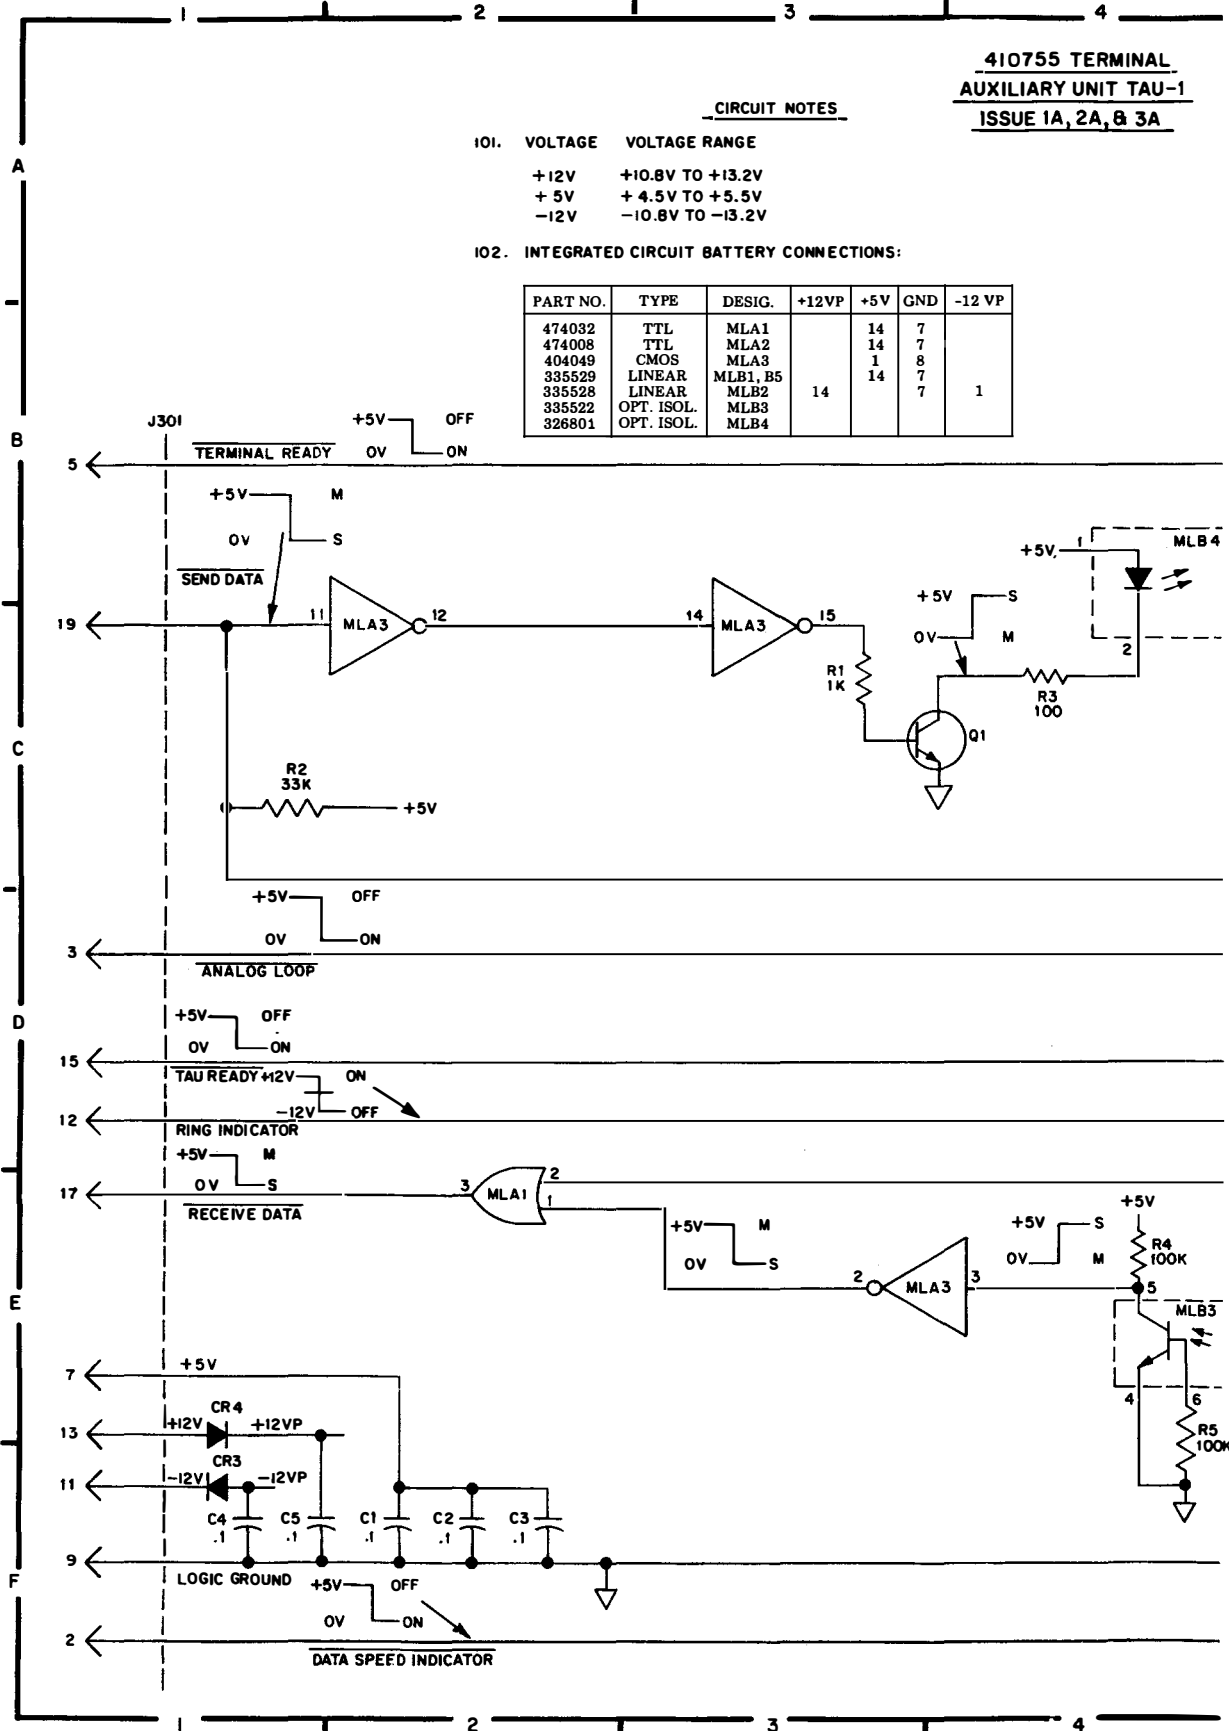 1 2 3 4
410755 TERMINAL
AUXILIARY UNIT TAU-1
ISSUE 1A, 2A, & 3A
CIRCUIT NOTES
101. VOLTAGE VOLTAGE RANGE
A
+12V +10.8V TO +13.2V
+5V +4.5V TO +5.5V
-12V -10.8V TO -13.2V
102. INTEGRATED CIRCUIT BATTERY CONNECTIONS:
PART NO. TYPE DESIG. +12VP +5V GND -12 VP
474032 TTL MLA1 14 7
474008 TTL MLA2 14 7
404049 CMOS MLA3 1 8
335529 LINEAR MLB1, B5 14 7
335528 LINEAR MLB2 14 7 1
335522 OPT. ISOL. MLB3
326801 OPT. ISOL. MLB4
J301
+5V OFF
B
TERMINAL READY 0V ON
5
+5V M
0V S
SEND DATA
+5V 1 MLB4
+5V S
0V M
2
19
11 MLA3 12
14 MLA3 15
R1
1K
R3
100
Q1
C
R2
33K
+5V
+5V OFF
0V ON
3
ANALOG LOOP
+5V OFF
D
0V ON
15
TAU READY +12V ON
-12V OFF
12
RING INDICATOR
+5V M
0V S
17
RECEIVE DATA
3 MLA1 2
1
+5V M
0V S
2 MLA3 3
+5V S
0V M
+5V
R4
100K
5
MLB3
E
4 6
R5
100K
7
+5V
CR4
13
+12V +12VP
CR3
11
-12V -12VP
C4
.1
C5
.1
C1
.1
C2
.1
C3
.1
9
F
LOGIC GROUND
+5V OFF
0V ON
2
DATA SPEED INDICATOR
1 2 3 4